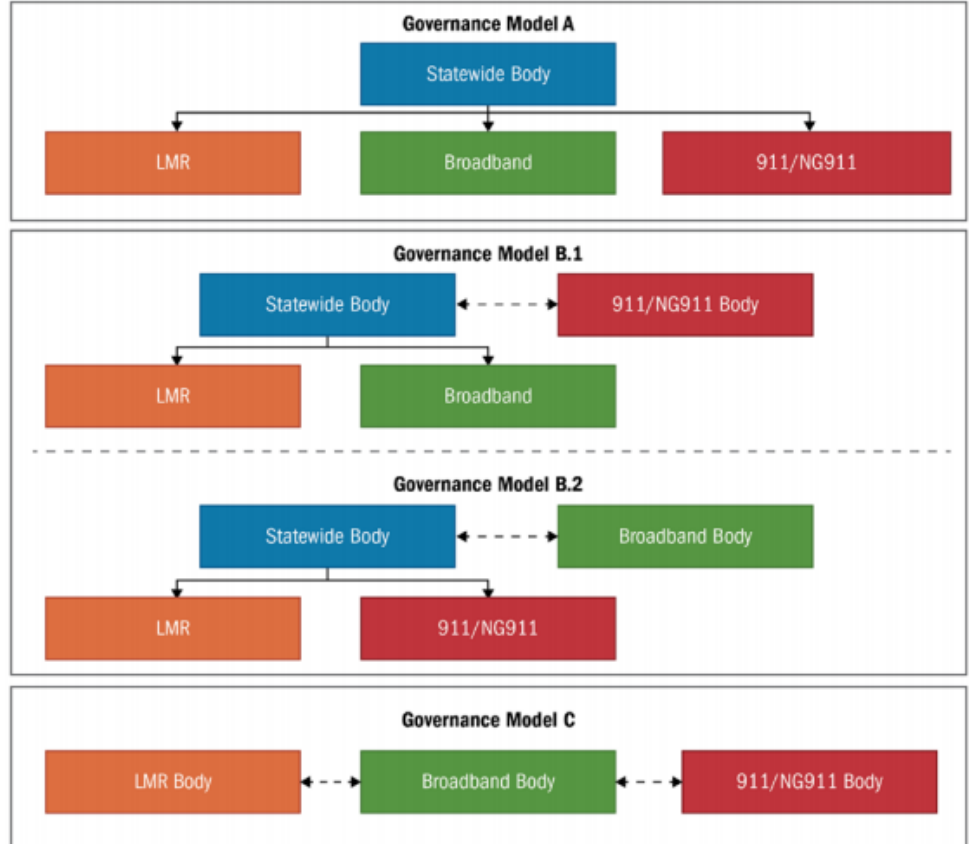 Governance Model A
Statewide Body
LMR
Broadband
911/NG911
Governance Model B.1
Statewide Body
911/NG911 Body
LMR
Broadband
Governance Model B.2
Statewide Body
Broadband Body
LMR
911/NG911
Governance Model C
LMR Body
Broadband Body
911/NG911 Body